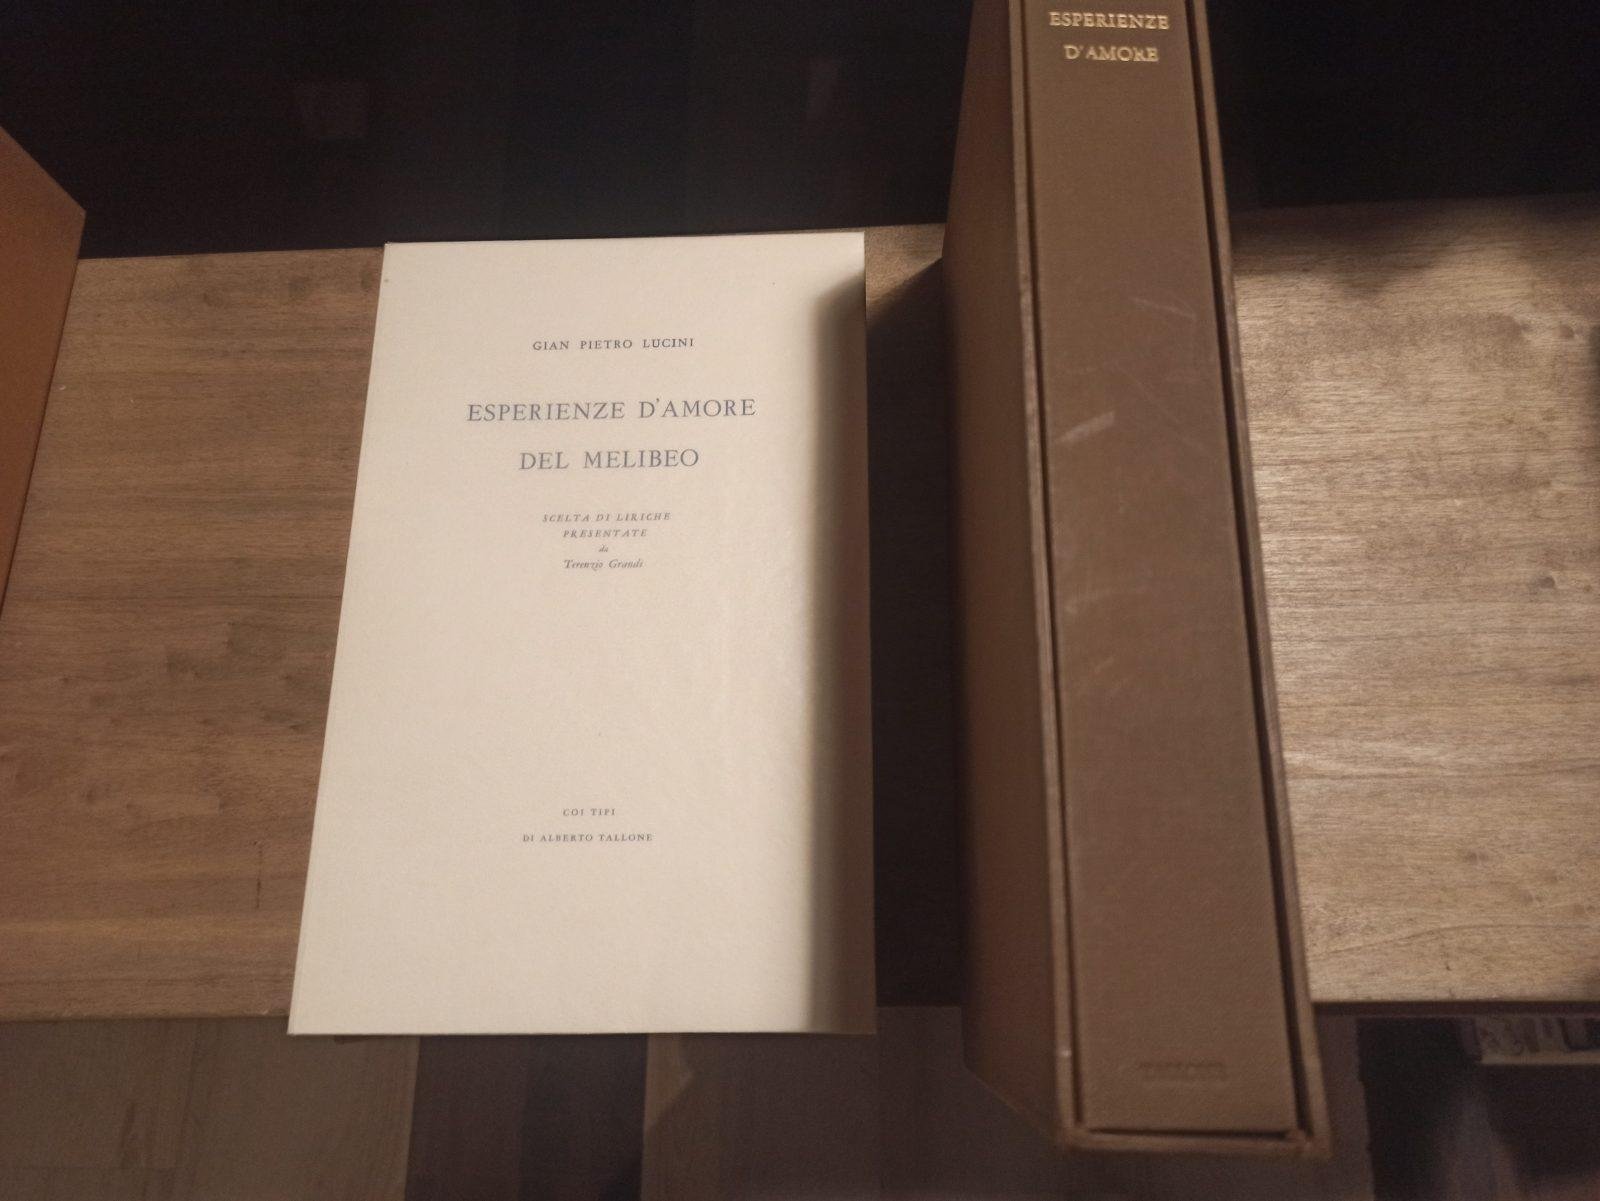 GIAN PIETRO LUCINI
ESPERIENZE D'AMORE
DEL MELIBEO
SCELTA DI LIRICHE
PRESENTATE
da
Terenzio Grandi
COI TIPI
DI ALBERTO TALLONE
ESPERIENZE
D'AMORE
TALLONE